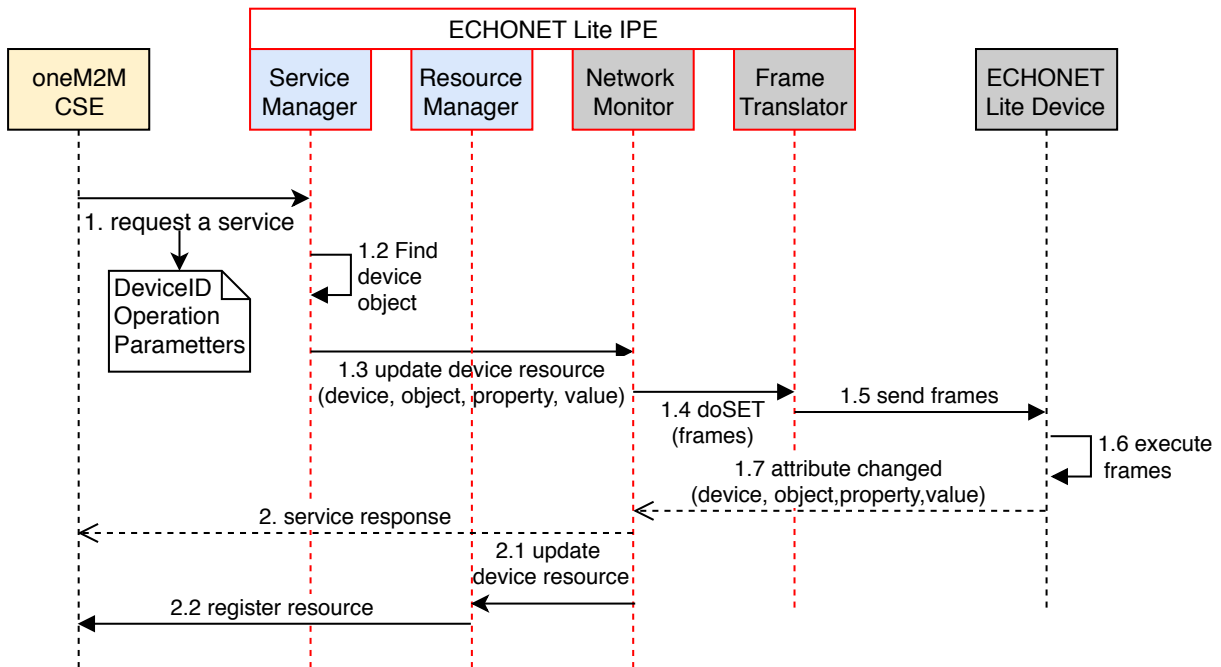 ECHONET Lite IPE
oneM2M
CSE
Service
Manager
Resource
Manager
Network
Monitor
Frame
Translator
ECHONET
Lite Device
1. request a service
1.2 Find
device
object
DeviceID
Operation
Parametters
1.3 update device resource
(device, object, property, value)
1.4 doSET
(frames)
1.5 send frames
1.6 execute
frames
1.7 attribute changed
(device, object,property,value)
2. service response
2.1 update
device resource
2.2 register resource